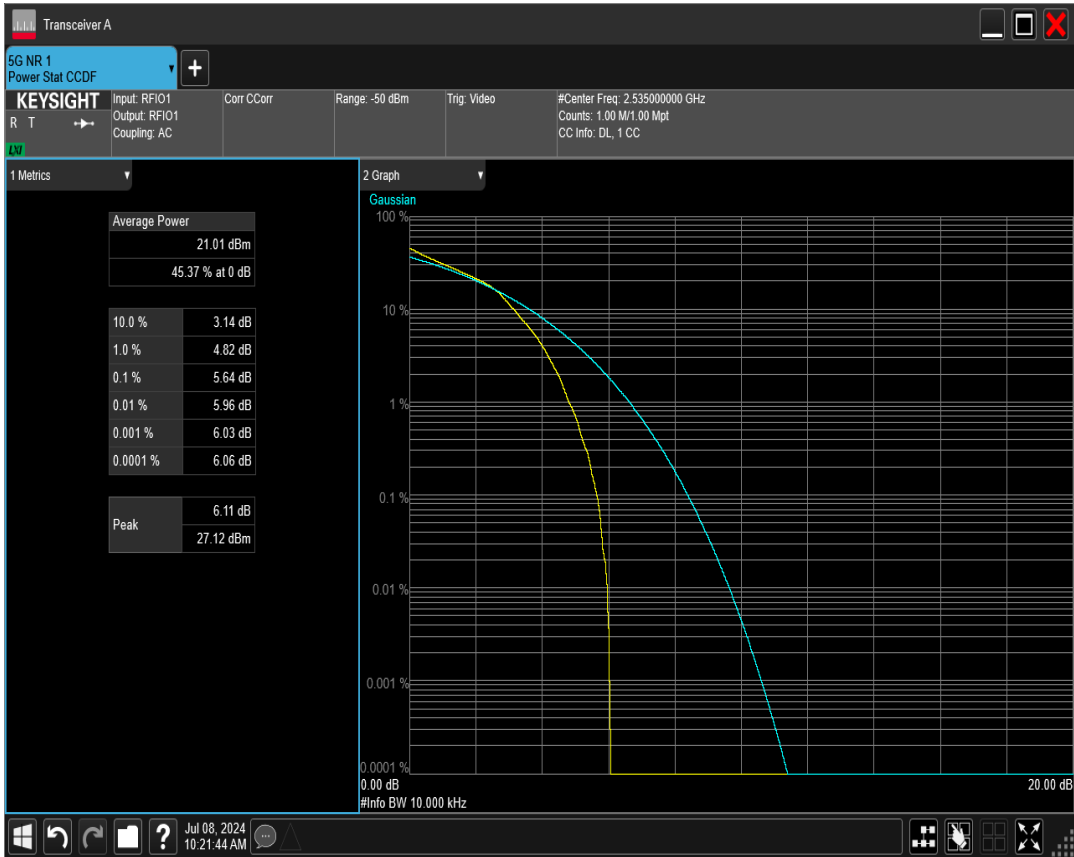 Transceiver A
5G NR 1
Power Stat CCDF
KEYSIGHT
R T
LXI
Input: RFIO1
Output: RFIO1
Coupling: AC
Corr CCorr
Range: -50 dBm
Trig: Video
#Center Freq: 2.535000000 GHz
Counts: 1.00 M/1.00 Mpt
CC Info: DL, 1 CC
1 Metrics
Average Power
21.01 dBm
45.37 % at 0 dB
10.0 % 3.14 dB
1.0 % 4.82 dB
0.1 % 5.64 dB
0.01 % 5.96 dB
0.001 % 6.03 dB
0.0001 % 6.06 dB
Peak
6.11 dB
27.12 dBm
2 Graph
Gaussian
100 %
10 %
1 %
0.1 %
0.01 %
0.001 %
0.0001 %
0.00 dB 20.00 dB
#Info BW 10.000 kHz
?
Jul 08, 2024
10:21:44 AM